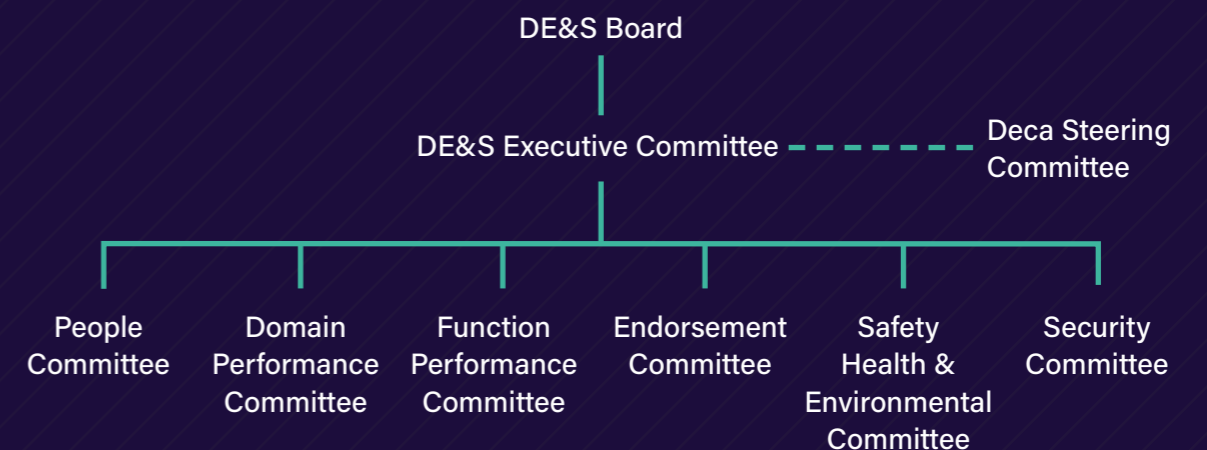 DE&S Board
DE&S Executive Committee
Deca Steering
Committee
People
Committee
Domain
Performance
Committee
Function
Performance
Committee
Endorsement
Committee
Safety
Health &
Environmental
Committee
Security
Committee